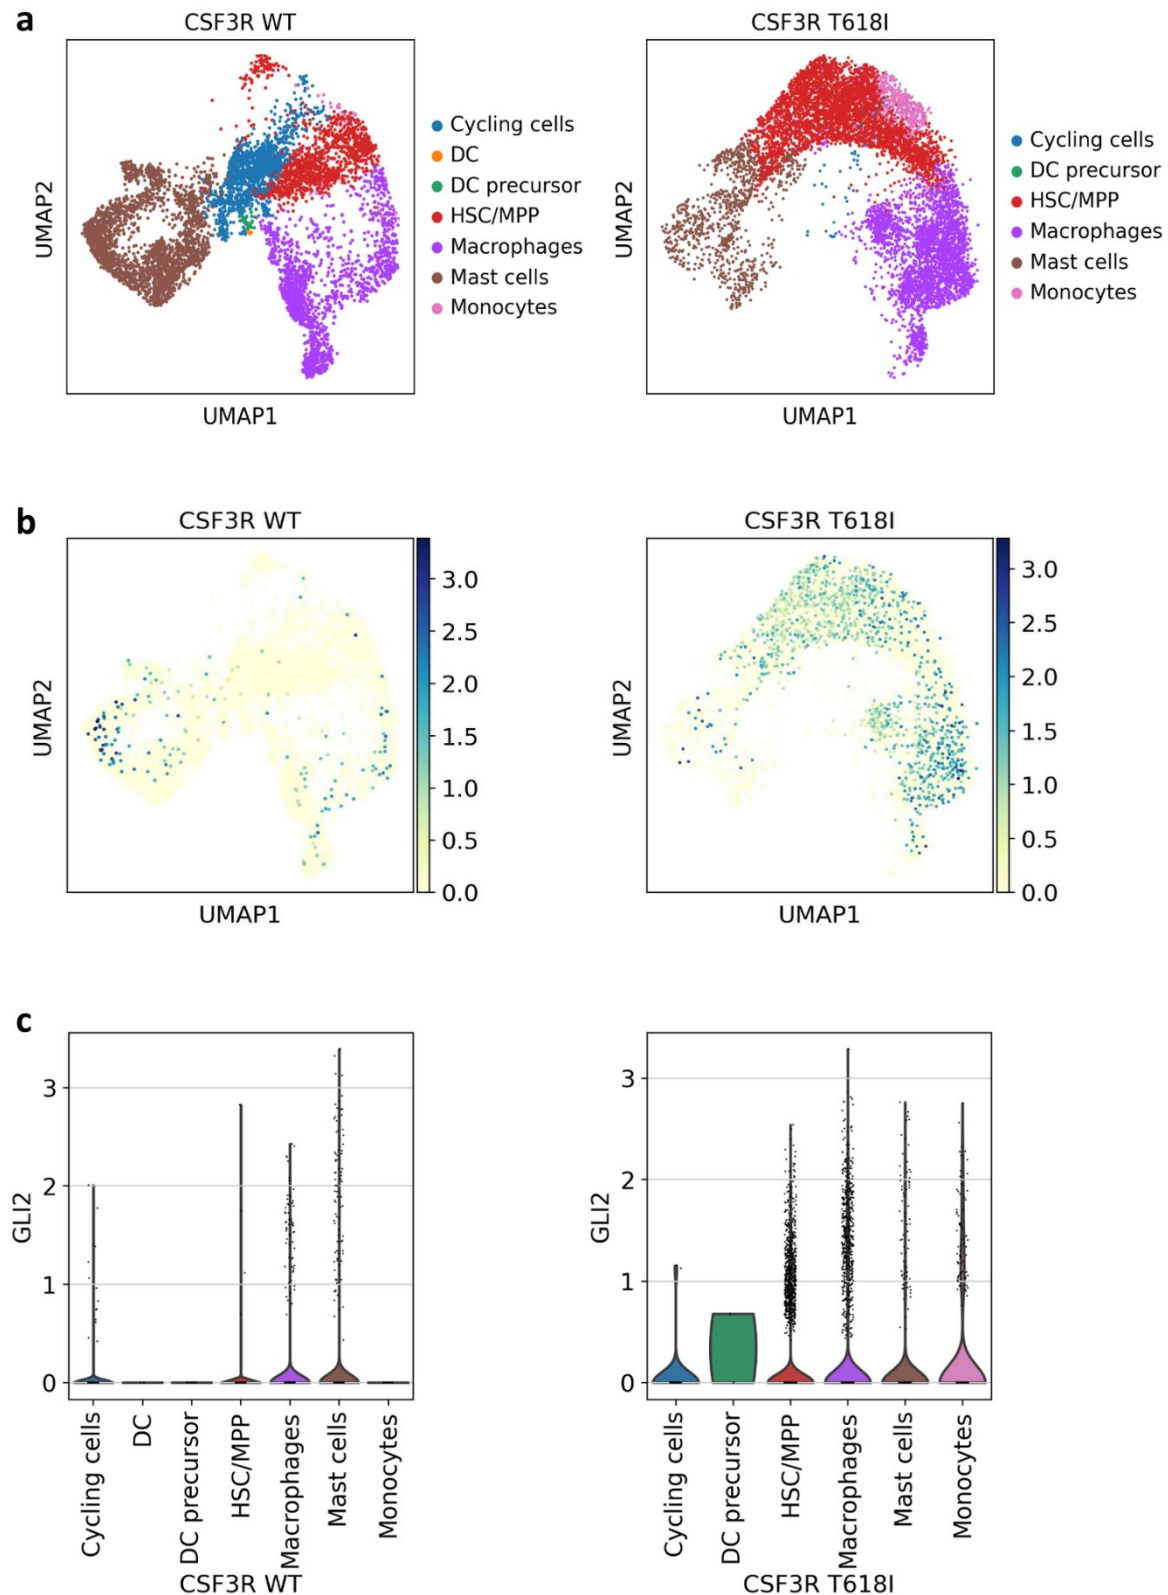 a
CSF3R WT
CSF3R T618I
UMAP2
UMAP1
Cycling cells
DC
DC precursor
HSC/MPP
Macrophages
Mast cells
Monocytes
UMAP2
UMAP1
Cycling cells
DC precursor
HSC/MPP
Macrophages
Mast cells
Monocytes
b
CSF3R WT
CSF3R T618I
UMAP2
UMAP1
3.0
2.5
2.0
1.5
1.0
0.5
0.0
UMAP2
UMAP1
3.0
2.5
2.0
1.5
1.0
0.5
0.0
c
GLI2
3
2
1
0
Cycling cells
DC
DC precursor
HSC/MPP
Macrophages
Mast cells
Monocytes
CSF3R WT
GLI2
3
2
1
0
Cycling cells
DC precursor
HSC/MPP
Macrophages
Mast cells
Monocytes
CSF3R T618I